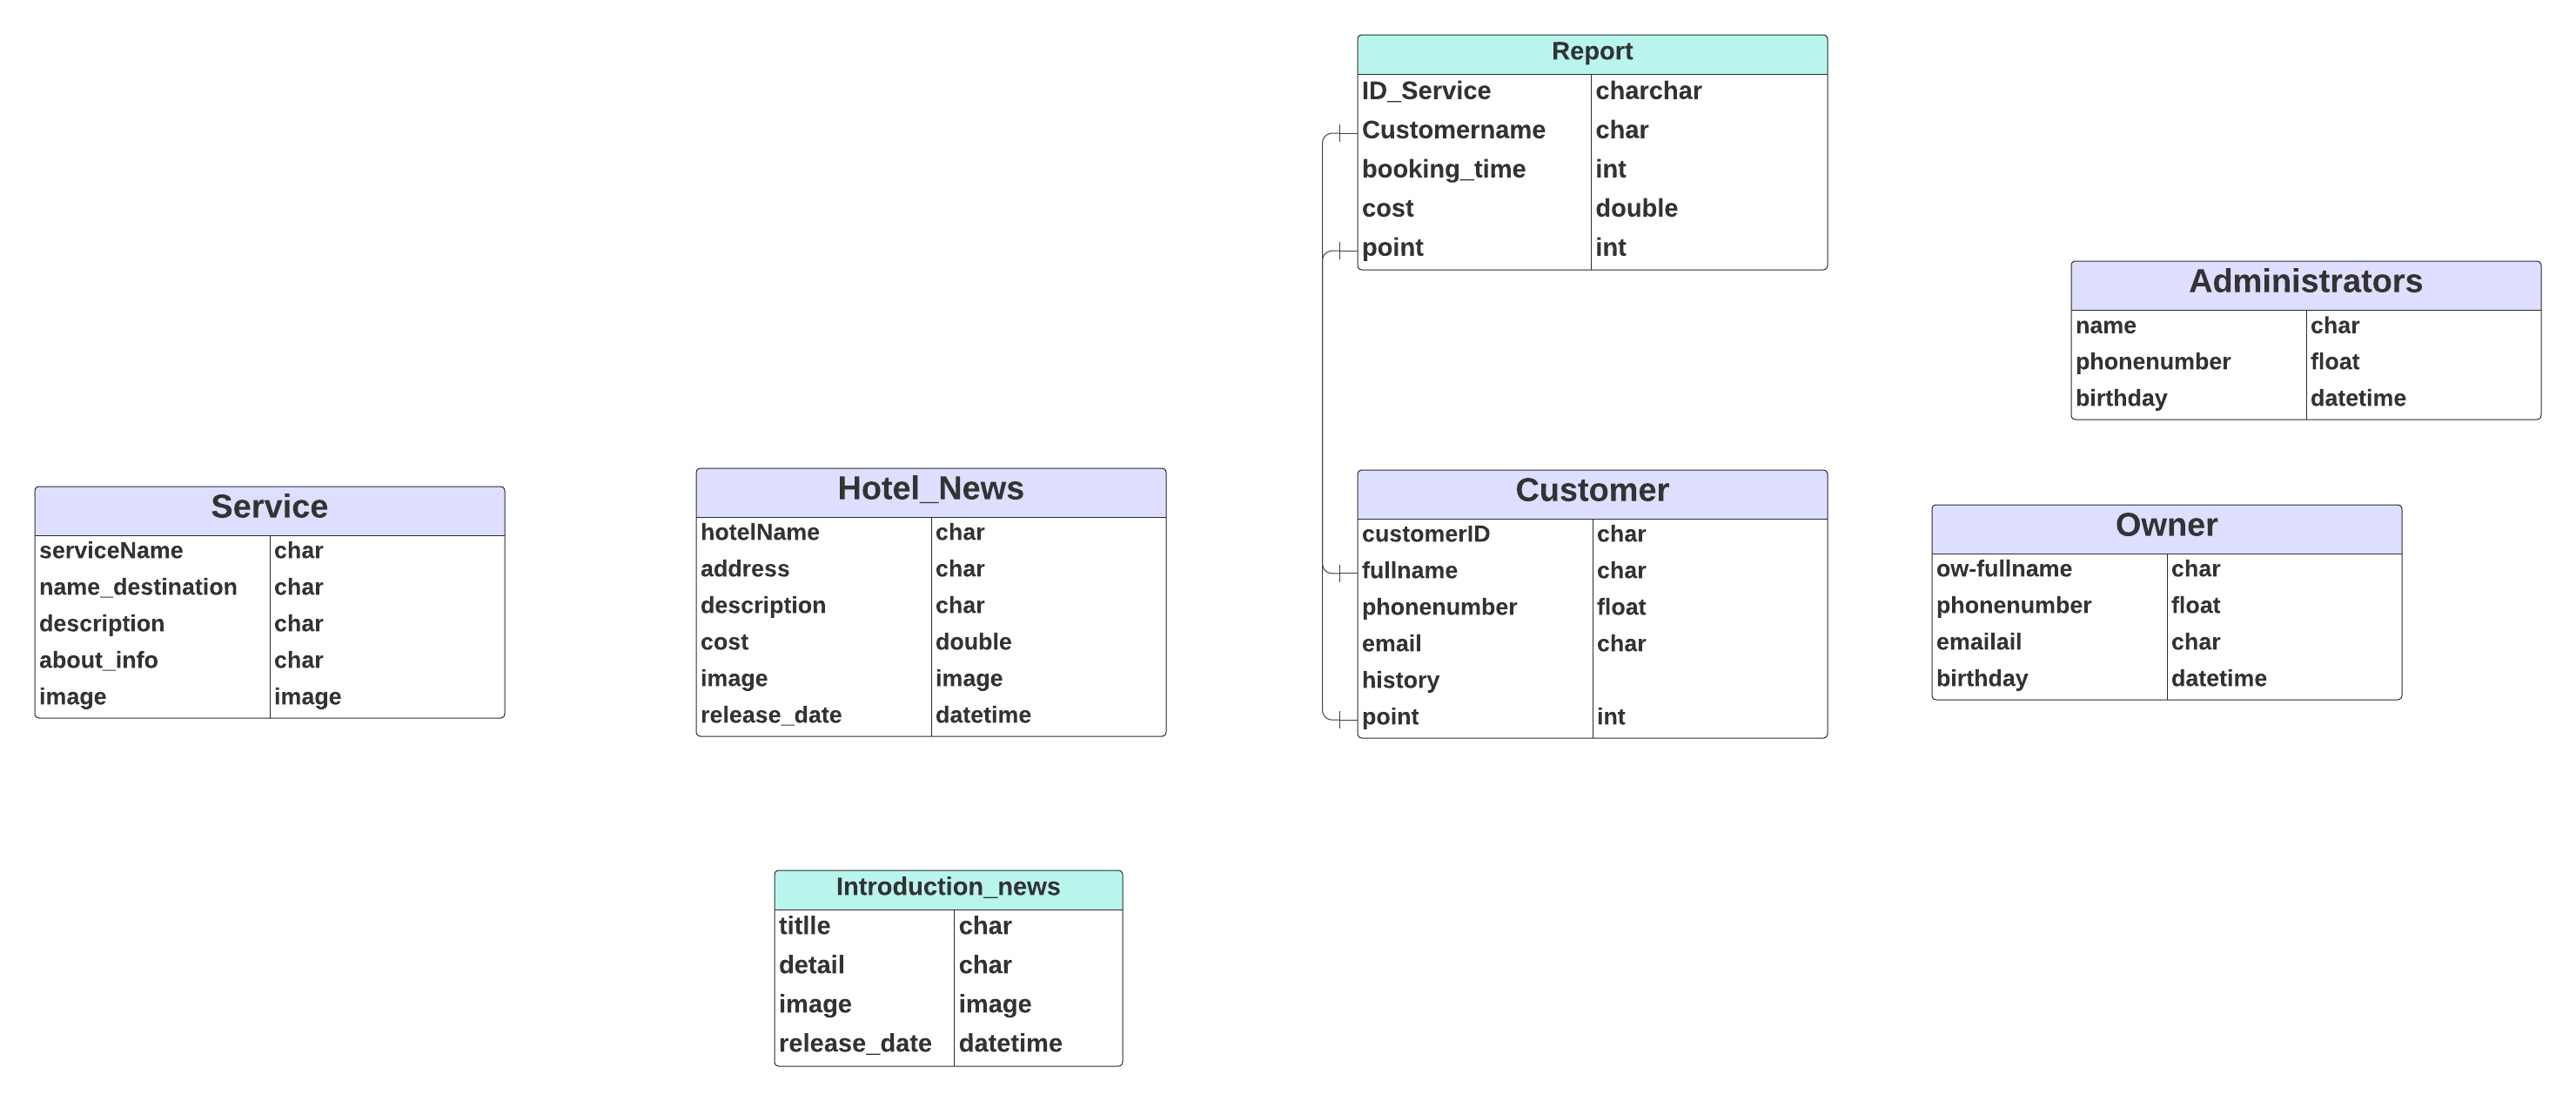 Report
ID_Service charchar
Customername char
booking_time int
cost double
point int
Administrators
name char
phonenumber float
birthday datetime
Service
serviceName char
name_destination char
description char
about_info char
image image
Hotel_News
hotelName char
address char
description char
cost double
image image
release_date datetime
Customer
customerID char
fullname char
phonenumber float
email char
history
point int
Owner
ow-fullname char
phonenumber float
emailail char
birthday datetime
Introduction_news
titlle char
detail char
image image
release_date datetime